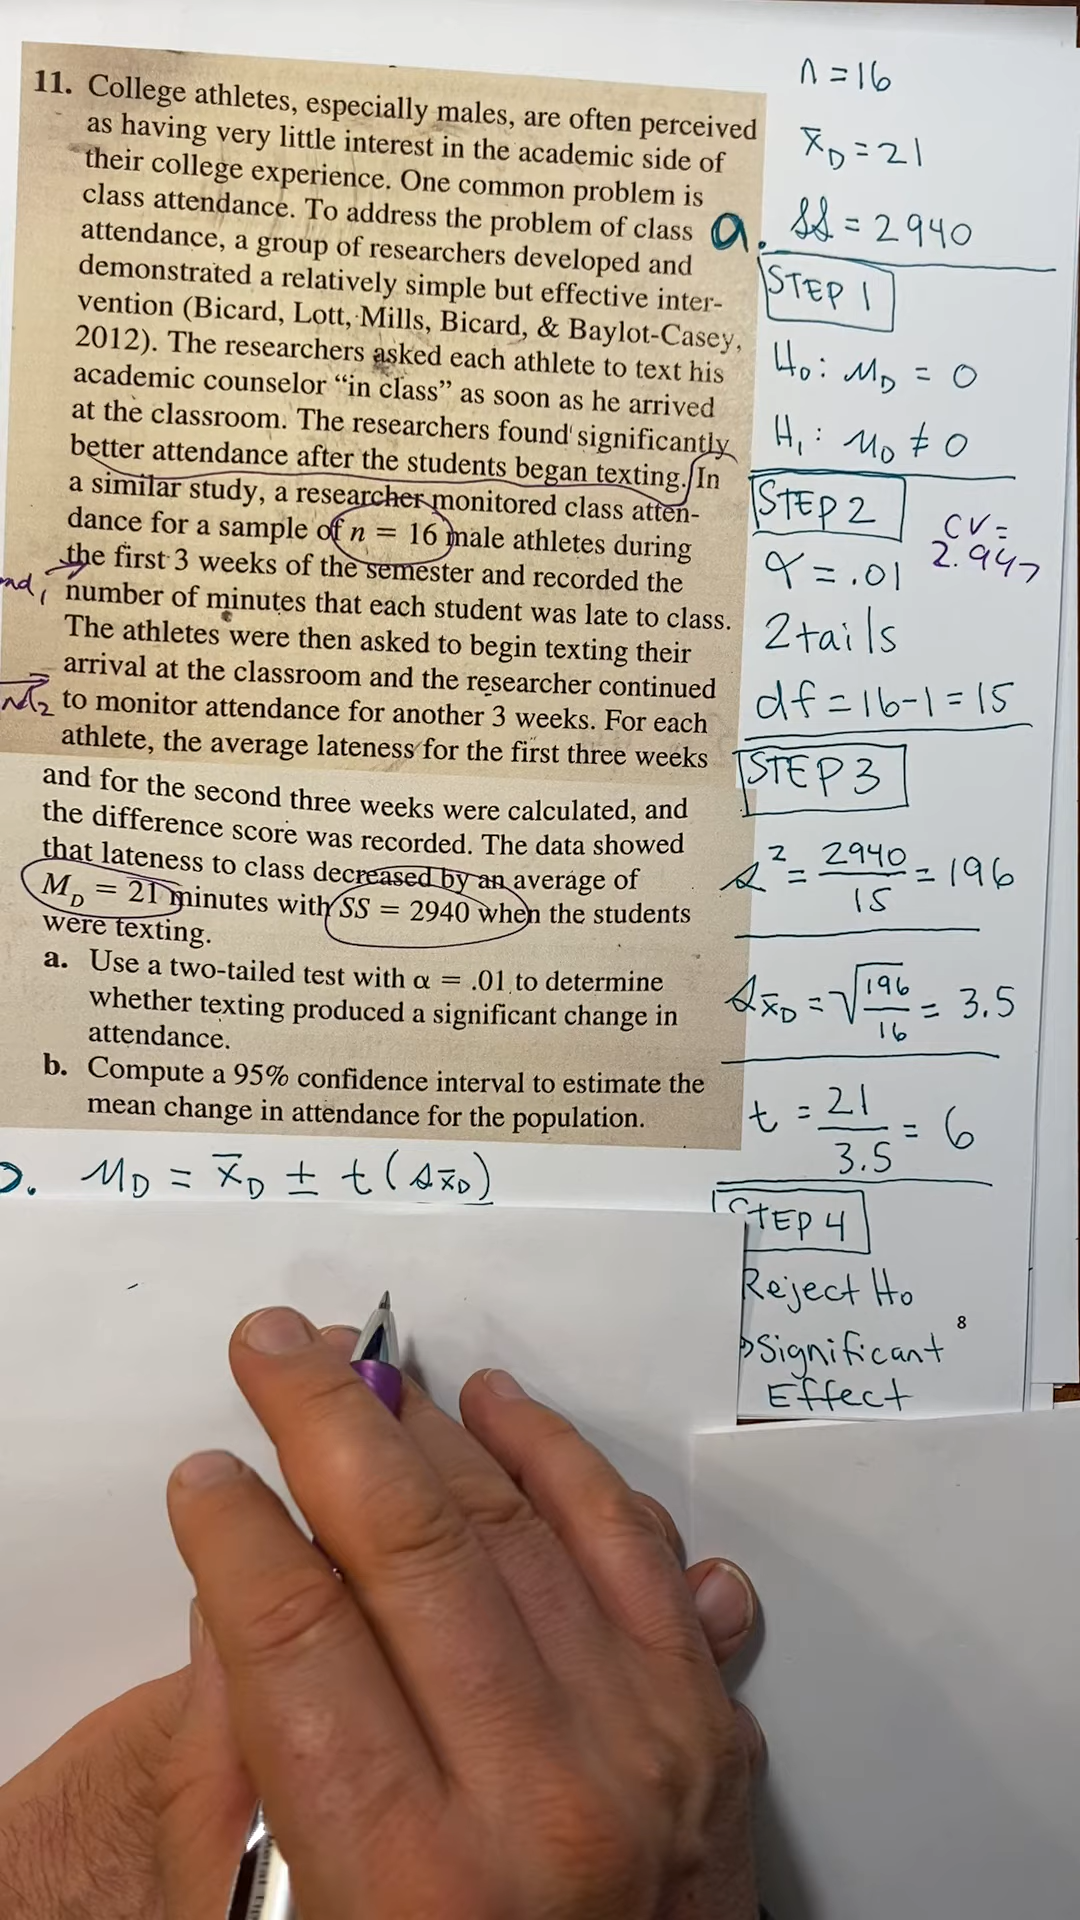 11. College athletes, especially males, are often perceived
as having very little interest in the academic side of
their college experience. One common problem is
class attendance. To address the problem of class
attendance, a group of researchers developed and
demonstrated a relatively simple but effective inter-
vention (Bicard, Lott, Mills, Bicard, & Baylot-Casey,
2012). The researchers asked each athlete to text his
academic counselor “in class” as soon as he arrived
at the classroom. The researchers found significantly
better attendance after the students began texting. In
a similar study, a researcher monitored class atten-
dance for a sample of n = 16 male athletes during
the first 3 weeks of the semester and recorded the
number of minutes that each student was late to class.
The athletes were then asked to begin texting their
arrival at the classroom and the researcher continued
to monitor attendance for another 3 weeks. For each
athlete, the average lateness for the first three weeks
and for the second three weeks were calculated, and
the difference score was recorded. The data showed
that lateness to class decreased by an average of
M_D = 21 minutes with SS = 2940 when the students
were texting.
a. Use a two-tailed test with α = .01 to determine
whether texting produced a significant change in
attendance.
b. Compute a 95% confidence interval to estimate the
mean change in attendance for the population.
μ_D = x̄_D ± t (s_x̄_D)
n = 16
x̄_D = 21
a. SS = 2940
STEP 1
H₀: μ_D = 0
H₁: μ_D ≠ 0
STEP 2
CV =
2.947
α = .01
2 tails
df = 16-1 = 15
STEP 3
s² = 2940/15 = 196
s_x̄_D = √196/16 = 3.5
t = 21/3.5 = 6
STEP 4
Reject H₀
Significant
Effect
8